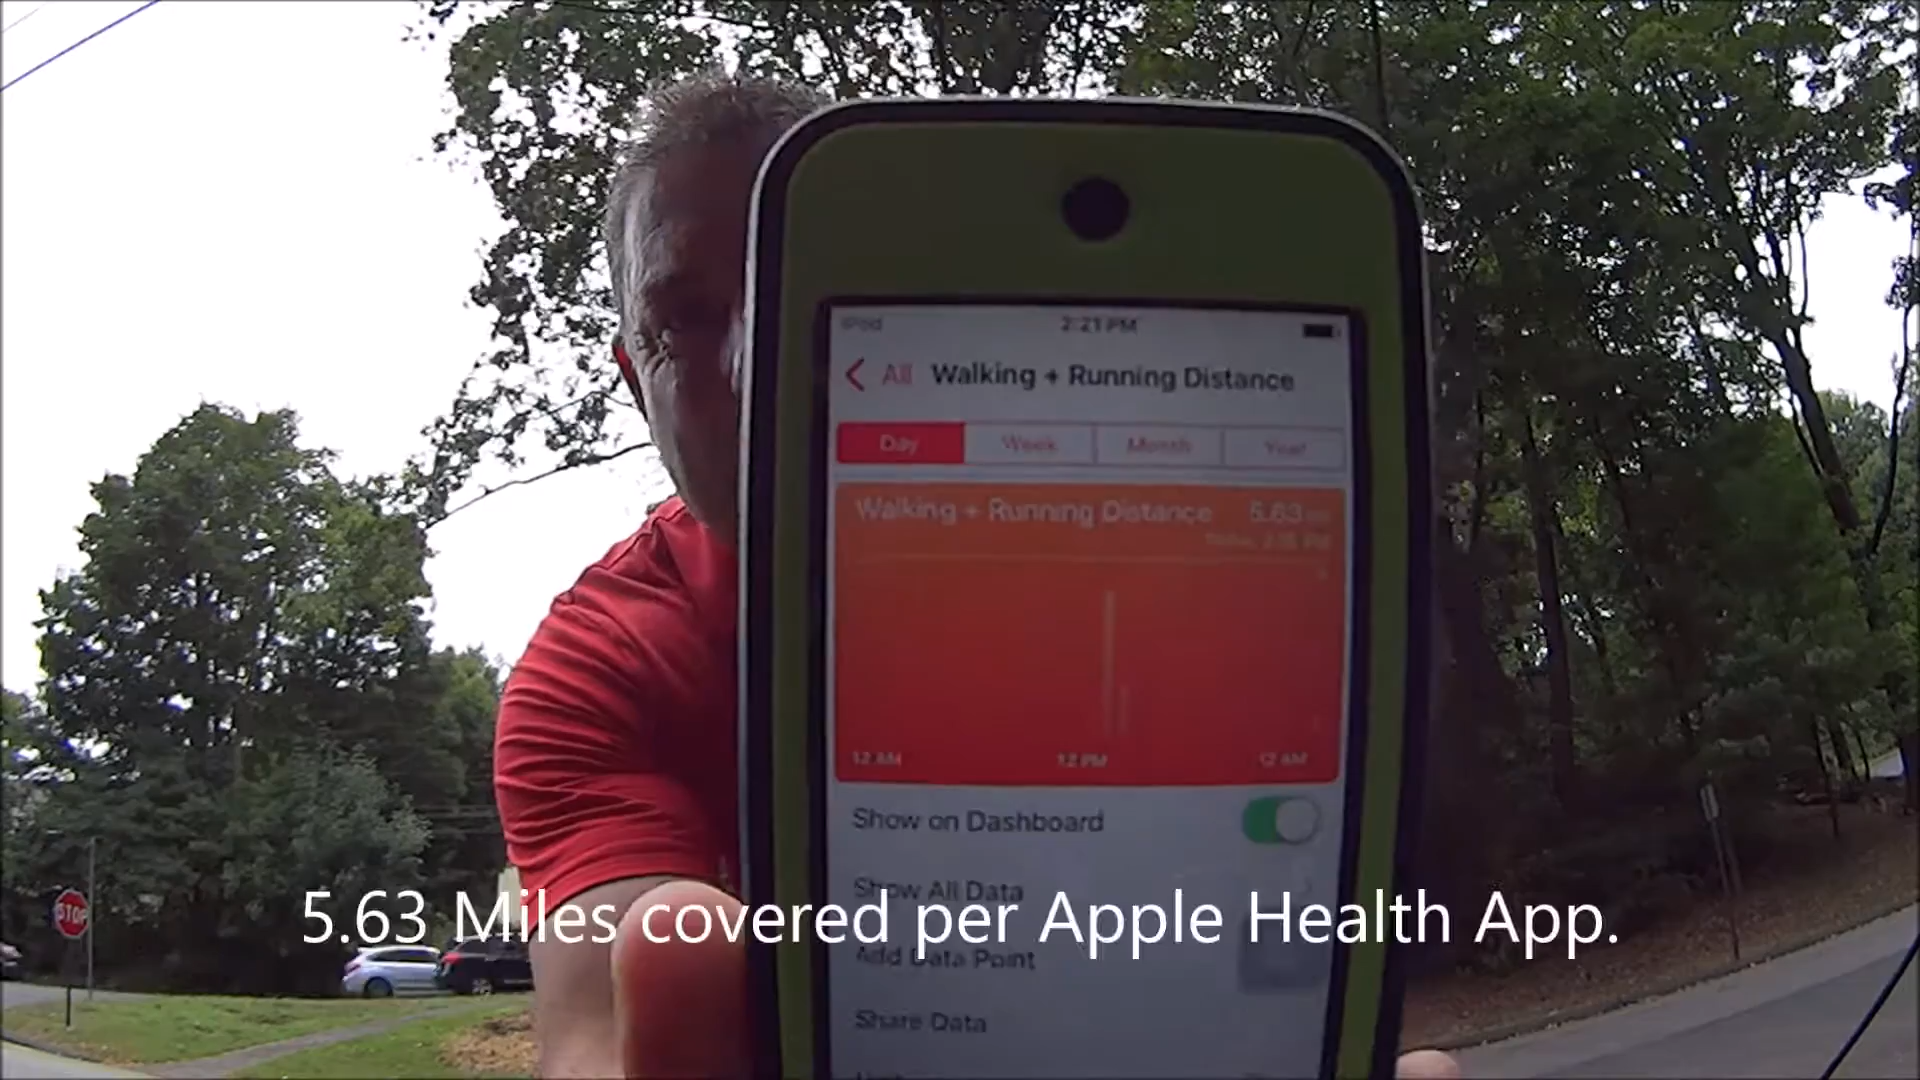 iPod 2:21 PM
All Walking + Running Distance
Day Week Month Year
Walking + Running Distance 5.63
12 AM 12 PM 12 AM
Show on Dashboard
Show All Data
5.63 Miles covered per Apple Health App.
Add Data Point
Share Data
STOP